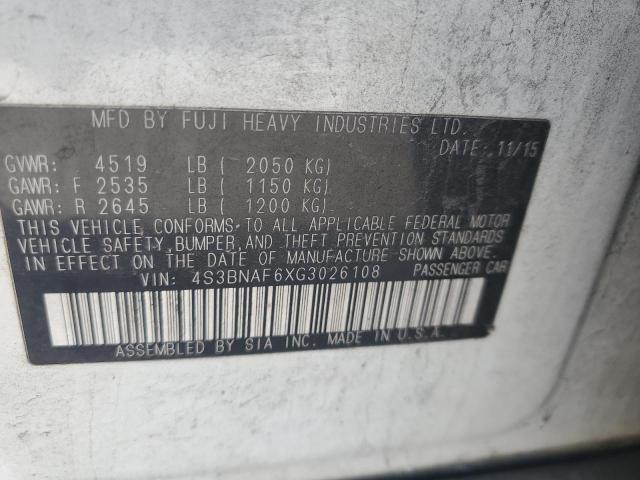 MFD BY FUJI HEAVY INDUSTRIES LTD.
DATE: 11/15
GVWR: 4519 LB ( 2050 KG)
GAWR: F 2535 LB ( 1150 KG)
GAWR: R 2645 LB ( 1200 KG)
THIS VEHICLE CONFORMS TO ALL APPLICABLE FEDERAL MOTOR
VEHICLE SAFETY, BUMPER, AND THEFT PREVENTION STANDARDS
IN EFFECT ON THE DATE OF MANUFACTURE SHOWN ABOVE.
VIN: 4S3BNAF6XG3026108 PASSENGER CAR
ASSEMBLED BY SIA INC. MADE IN U.S.A.